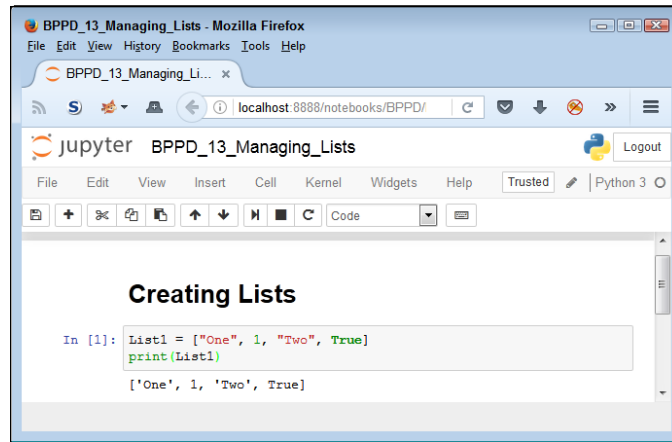 BPPD_13_Managing_Lists - Mozilla Firefox
File Edit View History Bookmarks Tools Help
BPPD_13_Managing_Li... ×
S) localhost:8888/notebooks/BPPD/ »
jupyter BPPD_13_Managing_Lists Logout
File Edit View Insert Cell Kernel Widgets Help Trusted Python 3
Code
Creating Lists
In [1]: List1 = ["One", 1, "Two", True]
print(List1)
['One', 1, 'Two', True]